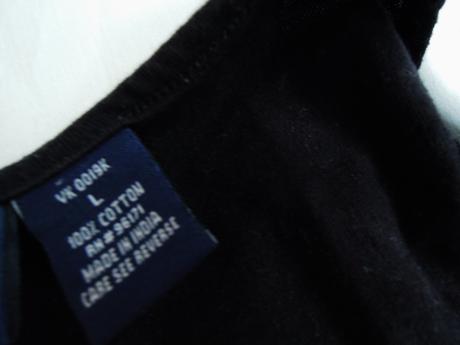 VK 0019K
L
100% COTTON
RN# 96171
MADE IN INDIA
CARE SEE REVERSE